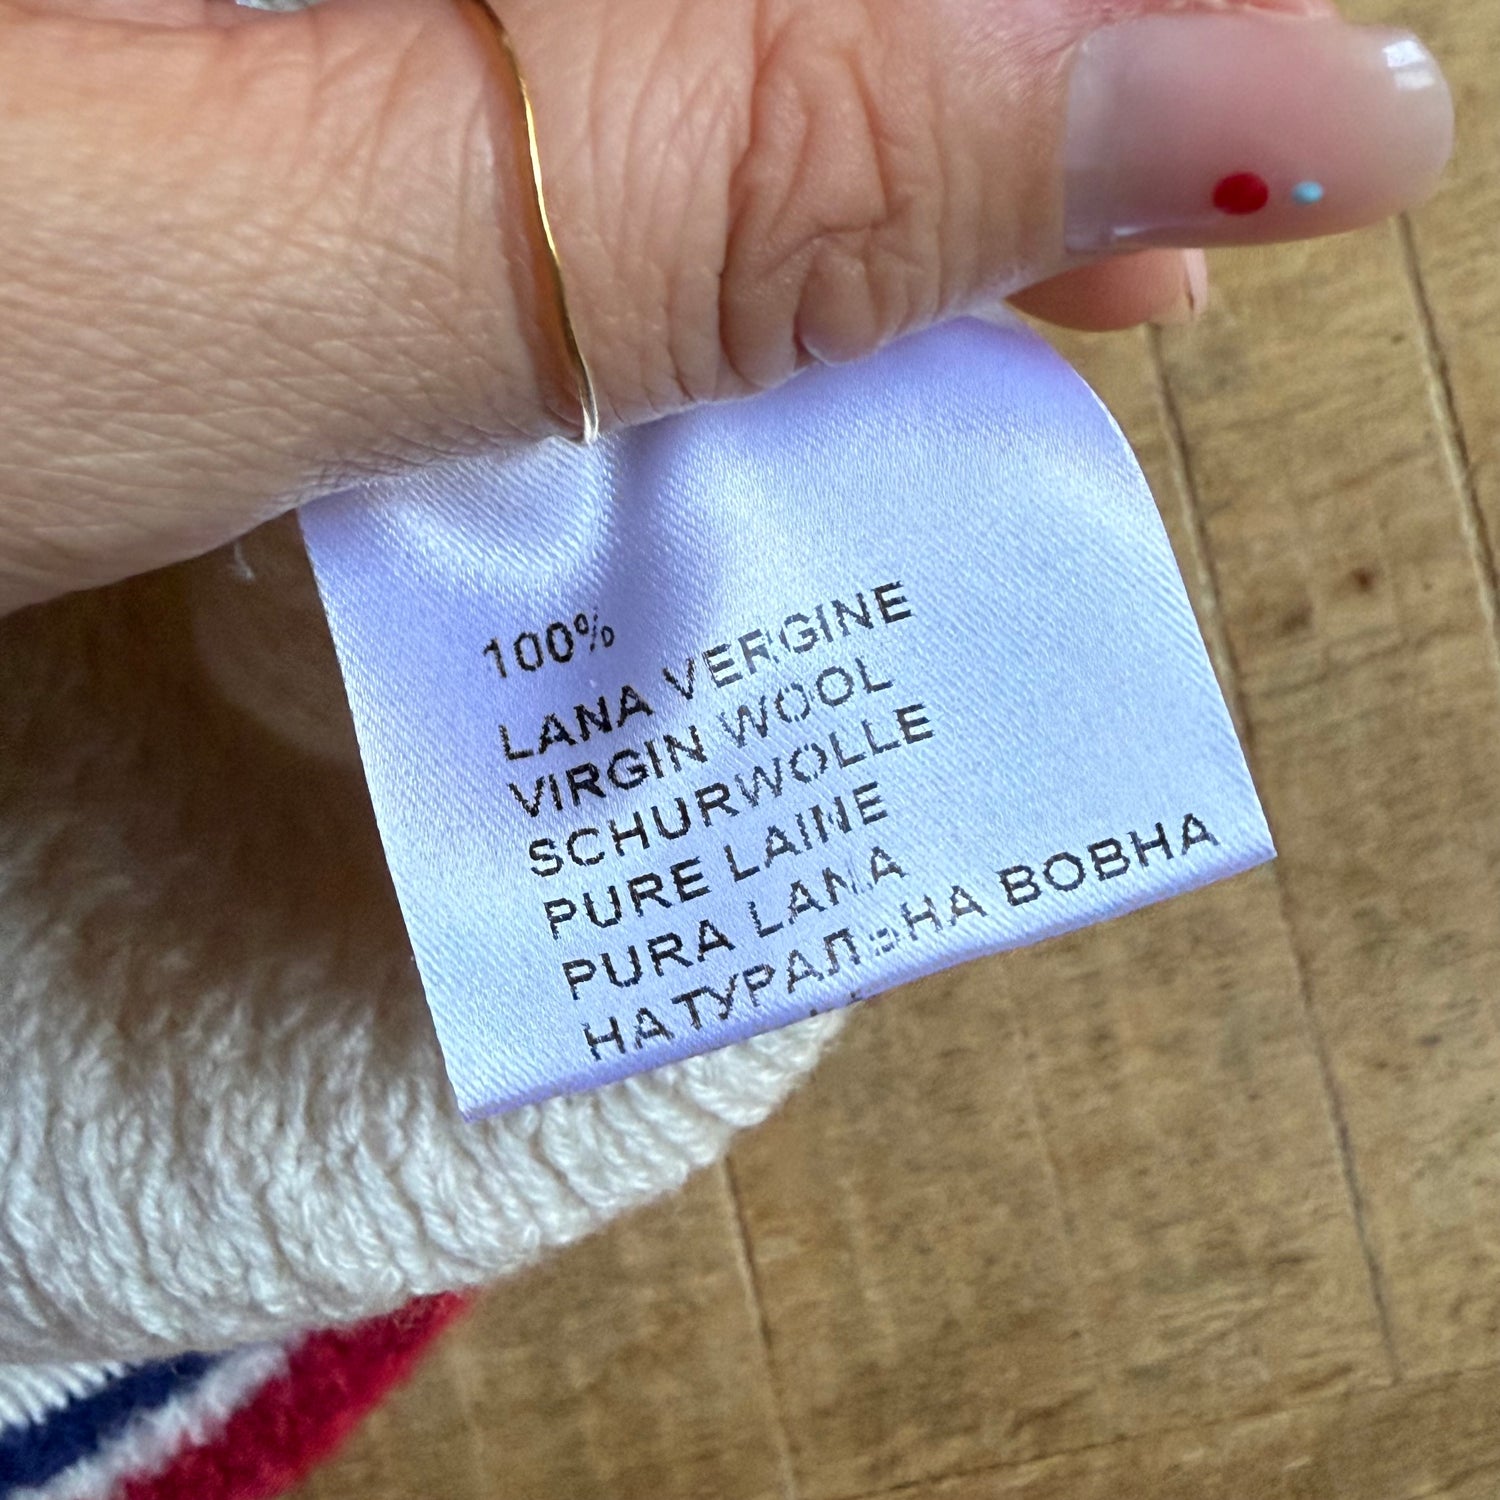 100%
LANA VERGINE
VIRGIN WOOL
SCHURWOLLE
PURE LAINE
PURA LANA
НАТУРАЛЬНА ВОВНА